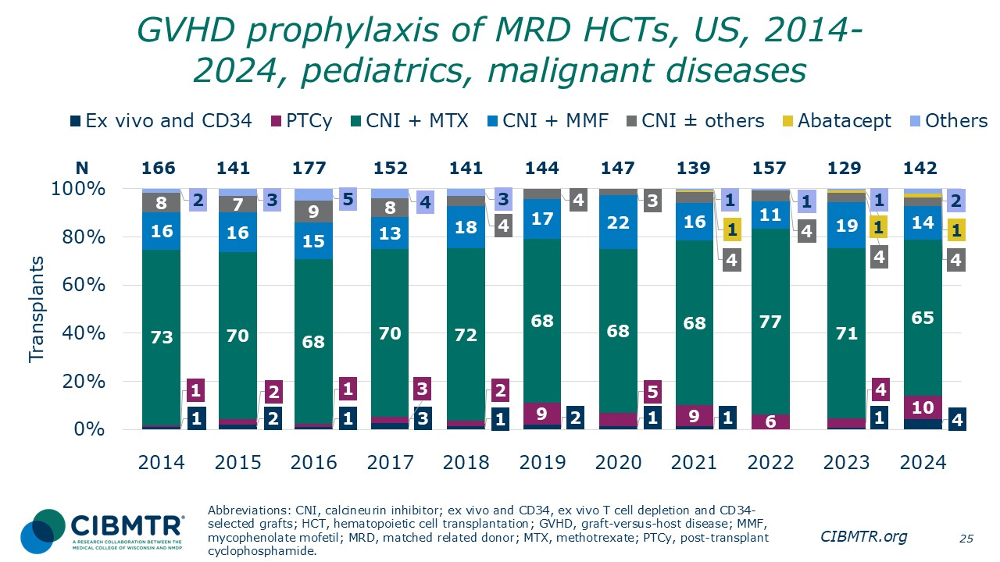 GVHD prophylaxis of MRD HCTs, US, 2014-
2024, pediatrics, malignant diseases
Ex vivo and CD34 PTCy CNI + MTX CNI + MMF CNI ± others Abatacept Others
N 166 141 177 152 141 144 147 139 157 129 142
100%
80%
60%
40%
20%
0%
Transplants
8 2 7 3 9 5 8 4 3 4 4 3 1 1 4 1 4 1 1 4 2 1 4
16 16 15 13 18 17 22 16 11 19 14
73 70 68 70 72 68 68 68 77 71 65
1 2 1 3 2 9 5 9 6 4 10
1 2 1 3 1 2 1 1 1 4
2014 2015 2016 2017 2018 2019 2020 2021 2022 2023 2024
CIBMTR®
A RESEARCH COLLABORATION BETWEEN THE
MEDICAL COLLEGE OF WISCONSIN AND NMDP
Abbreviations: CNI, calcineurin inhibitor; ex vivo and CD34, ex vivo T cell depletion and CD34-
selected grafts; HCT, hematopoietic cell transplantation; GVHD, graft-versus-host disease; MMF,
mycophenolate mofetil; MRD, matched related donor; MTX, methotrexate; PTCy, post-transplant
cyclophosphamide.
CIBMTR.org 25